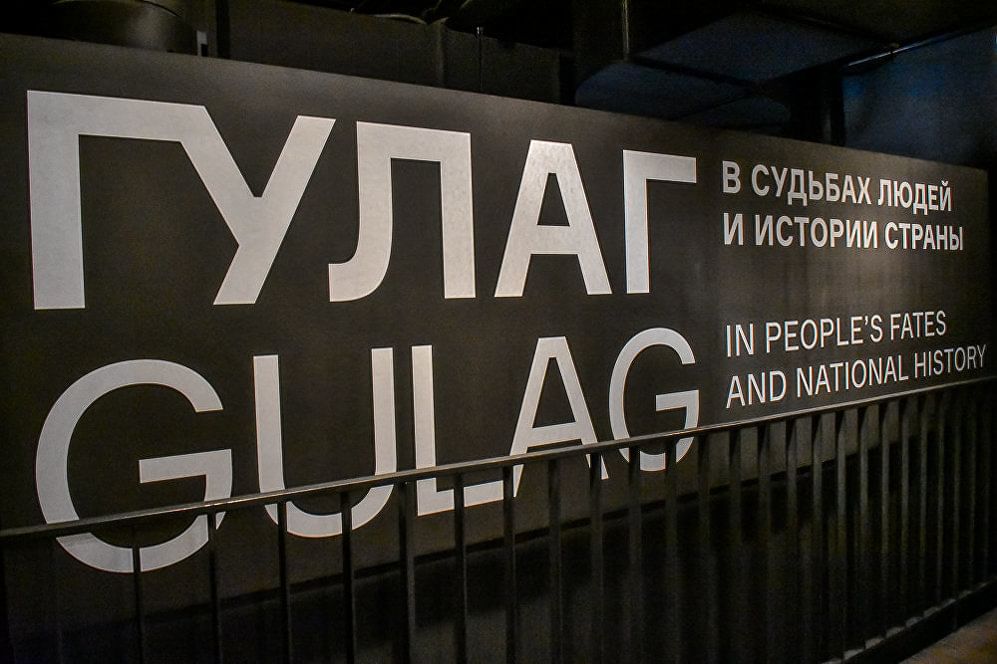 ГУЛАГ
В СУДЬБАХ ЛЮДЕЙ
И ИСТОРИИ СТРАНЫ
GULAG
IN PEOPLE'S FATES
AND NATIONAL HISTORY